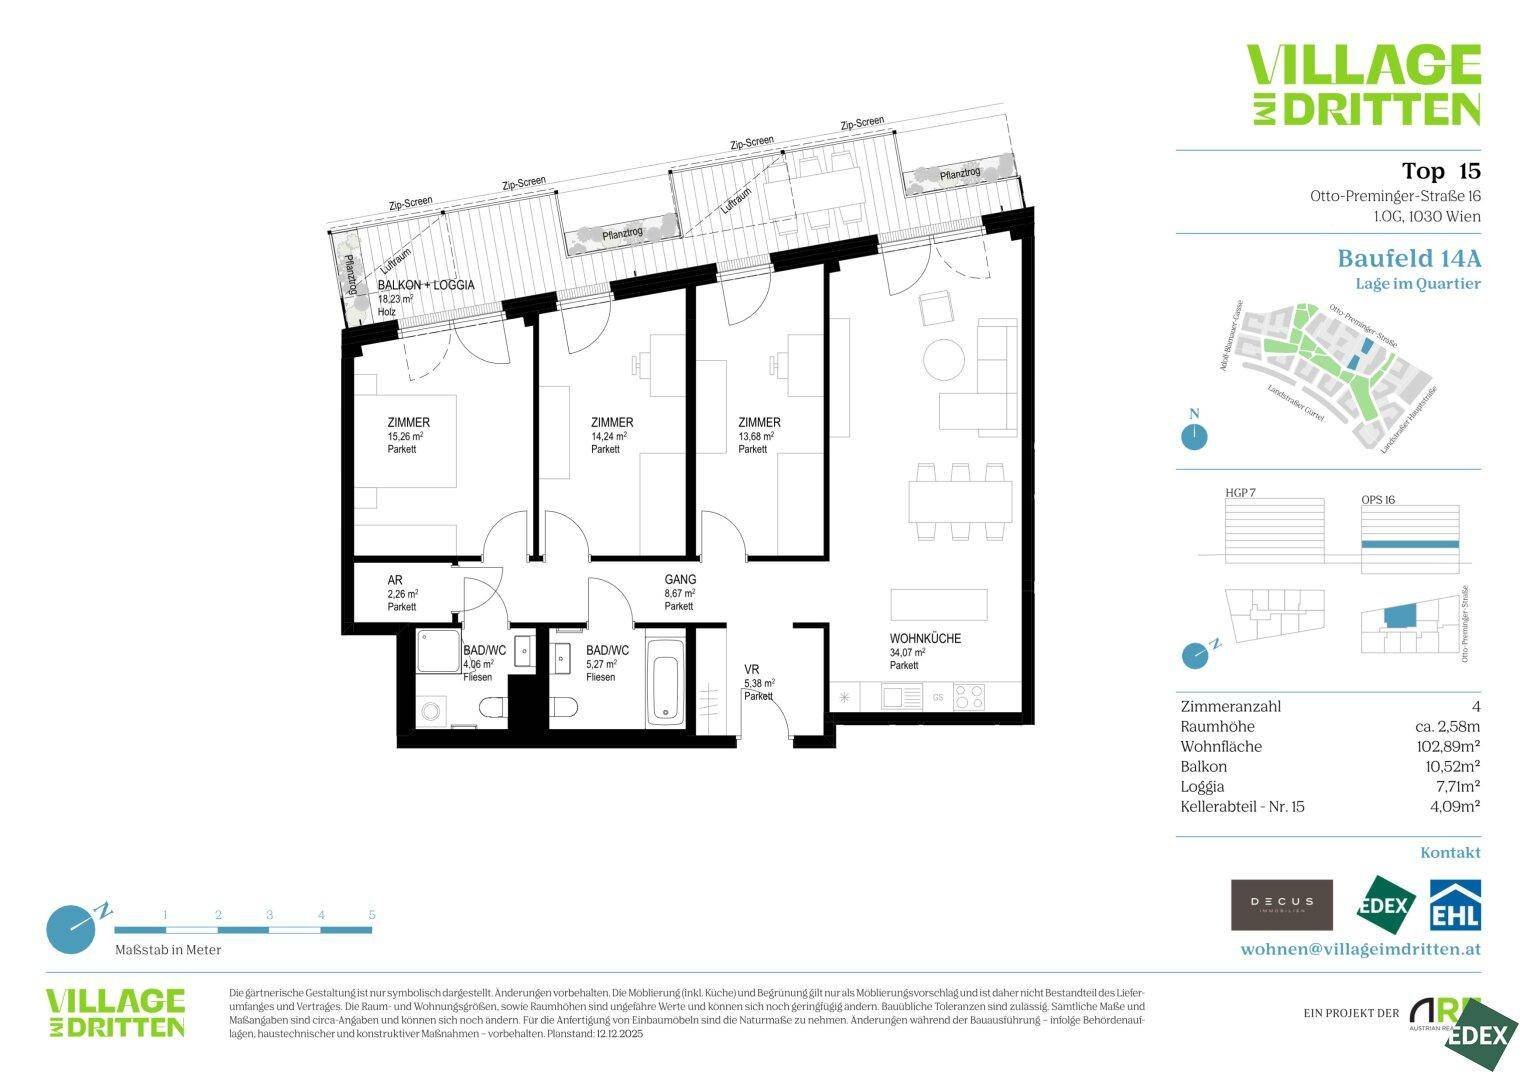 VILLAGE
IM DRITTEN
Top 15
Otto-Preminger-Straße 16
1.OG, 1030 Wien
Baufeld 14A
Lage im Quartier
Adolf-Blamauer-Gasse
Otto-Preminger-Straße
Landstraßer Gürtel
Landstraßer Hauptstraße
N
HGP 7
OPS 16
Otto-Preminger-Straße
N
Zimmeranzahl 4
Raumhöhe ca. 2,58m
Wohnfläche 102,89m²
Balkon 10,52m²
Loggia 7,71m²
Kellerabteil - Nr. 15 4,09m²
Kontakt
DECUS
IMMOBILIEN
EDEX
EHL
wohnen@villageimdritten.at
Zip-Screen
Zip-Screen
Zip-Screen
Zip-Screen
Pflanztrog
Luftraum
Pflanztrog
Luftraum
Pflanztrog
BALKON + LOGGIA
18,23 m²
Holz
ZIMMER
15,26 m²
Parkett
ZIMMER
14,24 m²
Parkett
ZIMMER
13,68 m²
Parkett
AR
2,26 m²
Parkett
GANG
8,67 m²
Parkett
WOHNKÜCHE
34,07 m²
Parkett
BAD/WC
4,06 m²
Fliesen
BAD/WC
5,27 m²
Fliesen
VR
5,38 m²
Parkett
GS
N
1 2 3 4 5
Maßstab in Meter
VILLAGE
IM DRITTEN
Die gärtnerische Gestaltung ist nur symbolisch dargestellt. Änderungen vorbehalten. Die Möblierung (inkl. Küche) und Begrünung gilt nur als Möblierungsvorschlag und ist daher nicht Bestandteil des Liefer-
umfanges und Vertrages. Die Raum- und Wohnungsgrößen, sowie Raumhöhen sind ungefähre Werte und können sich noch geringfügig ändern. Bauübliche Toleranzen sind zulässig. Sämtliche Maße und
Maßangaben sind circa-Angaben und können sich noch ändern. Für die Anfertigung von Einbaumöbeln sind die Naturmaße zu nehmen. Änderungen während der Bauausführung – infolge Behördenauf-
lagen, haustechnischer und konstruktiver Maßnahmen – vorbehalten. Planstand: 12.12.2025
EIN PROJEKT DER
ARE
AUSTRIAN REA
EDEX